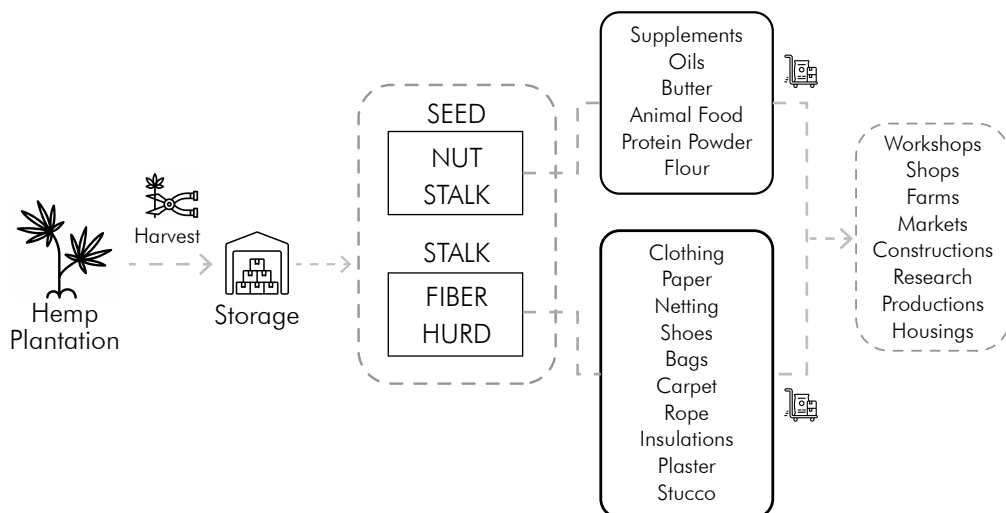 Hemp
Plantation
Harvest
Storage
SEED
NUT
STALK
STALK
FIBER
HURD
Supplements
Oils
Butter
Animal Food
Protein Powder
Flour
Clothing
Paper
Netting
Shoes
Bags
Carpet
Rope
Insulations
Plaster
Stucco
Workshops
Shops
Farms
Markets
Constructions
Research
Productions
Housings